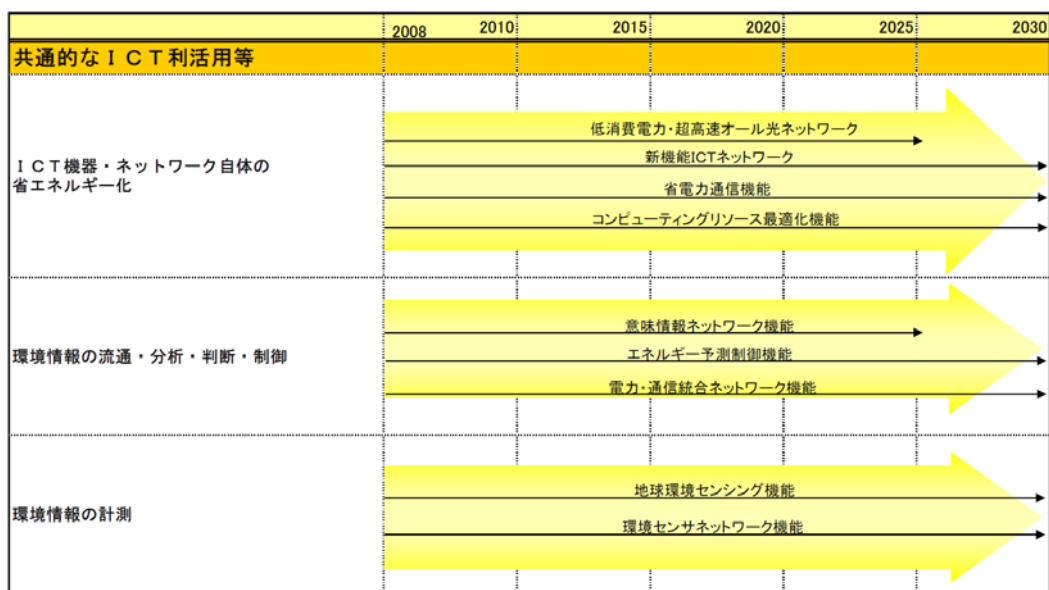 2008 2010 2015 2020 2025 2030
共通的なＩＣＴ利活用等
ＩＣＴ機器・ネットワーク自体の
省エネルギー化
低消費電力・超高速オール光ネットワーク
新機能ICTネットワーク
省電力通信機能
コンピューティングリソース最適化機能
環境情報の流通・分析・判断・制御
意味情報ネットワーク機能
エネルギー予測制御機能
電力・通信統合ネットワーク機能
環境情報の計測
地球環境センシング機能
環境センサネットワーク機能